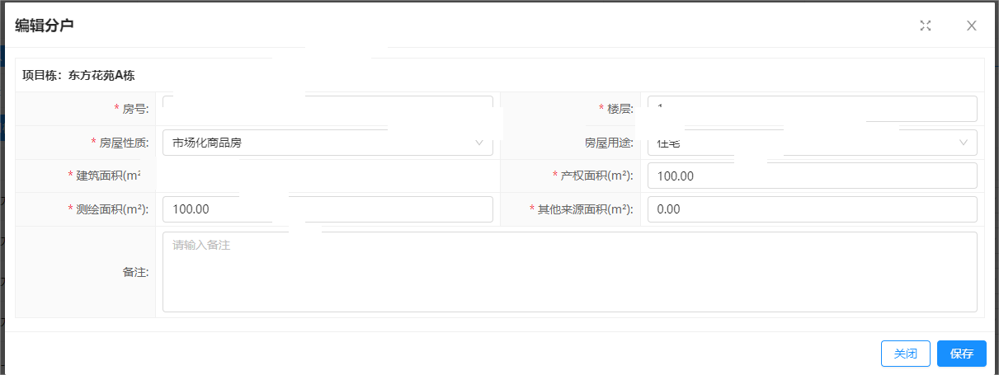 编辑分户
项目栋：东方花苑A栋
* 房号:
* 楼层:
* 房屋性质: 市场化商品房
房屋用途: 住宅
* 建筑面积(m²
* 产权面积(m²): 100.00
* 测绘面积(m²): 100.00
* 其他来源面积(m²): 0.00
备注: 请输入备注
关闭 保存